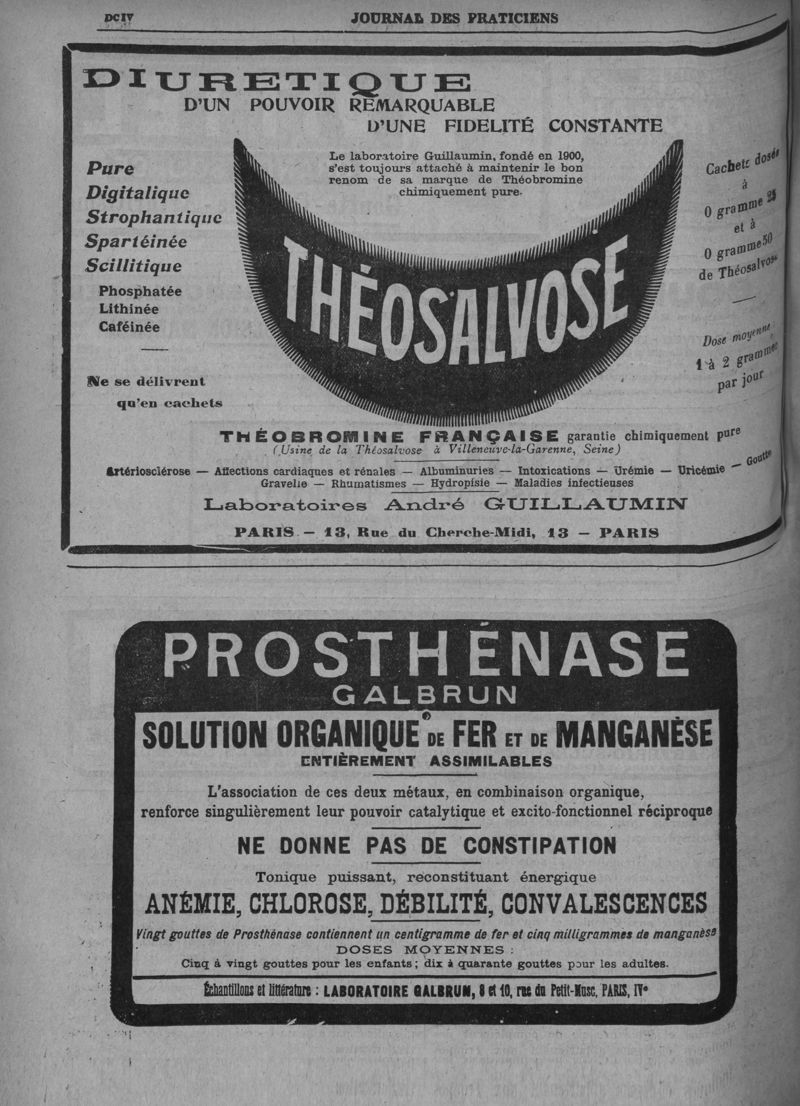 DCIV
JOURNAL DES PRATICIENS
DIURETIQUE
D'UN POUVOIR REMARQUABLE
D'UNE FIDELITÉ CONSTANTE
Le laboratoire Guillaumin, fondé en 1900,
s'est toujours attaché à maintenir le bon
renom de sa marque de Théobromine
chimiquement pure.
Pure
Digitalique
Strophantique
Spartéinée
Scillitique
Phosphatée
Lithinée
Caféinée
Ne se délivrent
qu'en cachets
THÉOSALVOSE
Cachets dosés
à
0 gramme 25
et à
0 gramme 50
de Théosalvose
Dose moyenne
1 à 2 grammes
par jour
THÉOBROMINE FRANÇAISE garantie chimiquement pure
(Usine de la Théosalvose à Villeneuve-la-Garenne, Seine)
Artériosclérose — Affections cardiaques et rénales — Albuminuries — Intoxications — Urémie — Uricémie — Goutte
Gravelle — Rhumatismes — Hydropisie — Maladies infectieuses
Laboratoires André GUILLAUMIN
PARIS — 13, Rue du Cherche-Midi, 13 — PARIS
PROSTHÉNASE
GALBRUN
SOLUTION ORGANIQUE DE FER ET DE MANGANÈSE
ENTIÈREMENT ASSIMILABLES
L'association de ces deux métaux, en combinaison organique,
renforce singulièrement leur pouvoir catalytique et excito-fonctionnel réciproque
NE DONNE PAS DE CONSTIPATION
Tonique puissant, reconstituant énergique
ANÉMIE, CHLOROSE, DÉBILITÉ, CONVALESCENCES
Vingt gouttes de Prosthénase contiennent un centigramme de fer et cinq milligrammes de manganèse
DOSES MOYENNES :
Cinq à vingt gouttes pour les enfants ; dix à quarante gouttes pour les adultes.
Échantillons et littérature : LABORATOIRE GALBRUN, 8 et 10, rue du Petit-Musc, PARIS, IVe